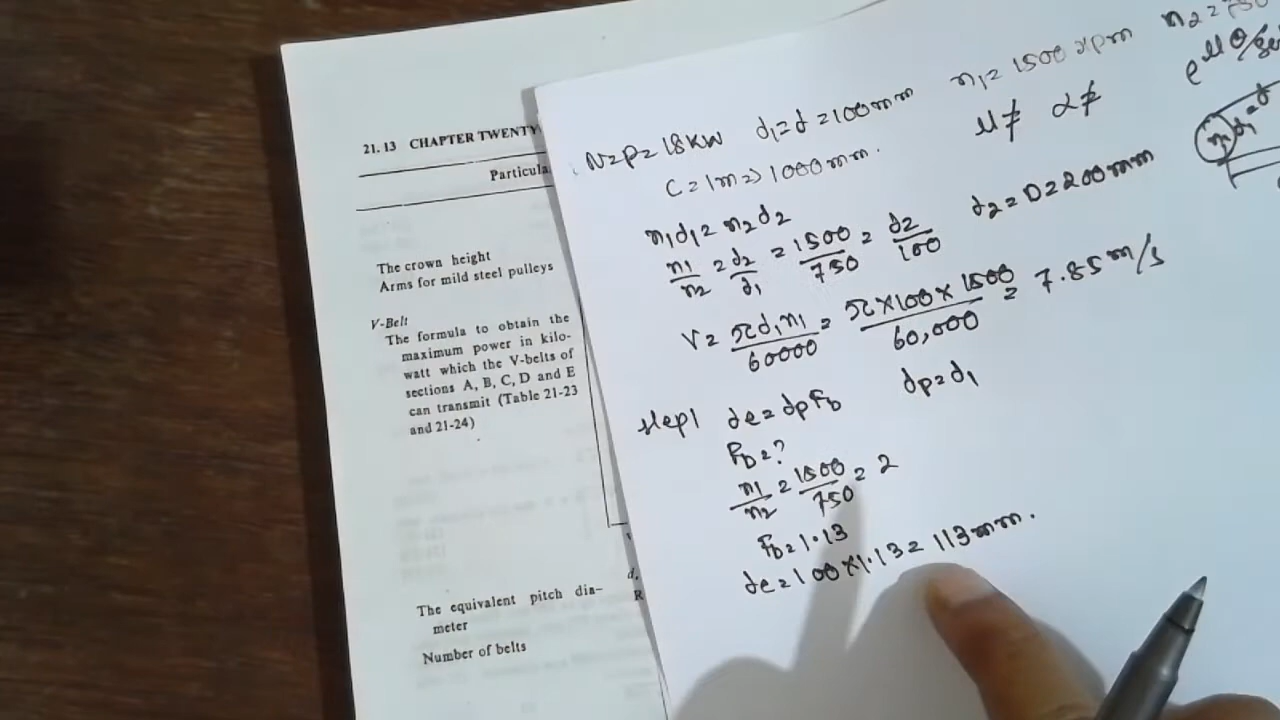 21.13 CHAPTER TWENTY
Particula
The crown height
Arms for mild steel pulleys
V-Belt
The formula to obtain the
maximum power in kilo-
watt which the V-belts of
sections A, B, C, D and E
can transmit (Table 21-23
and 21-24)
The equivalent pitch dia-
meter
Number of belts
d.
R
N=P=18KW d1=d=100mm n1=1500rpm n2=750
C=1m=>1000mm. μ≠ α≠ e^μθ/
n1d1=n2d2
n1/n2=d2/d1=1500/750=d2/100 d2=D=200mm
V=πd1n1/60000=π×100×1500/60,000=7.85m/s
step1 de=dpFb dp=d1
Fb=?
n1/n2=1500/750=2
Fb=1.13
de=100×1.13=113mm.